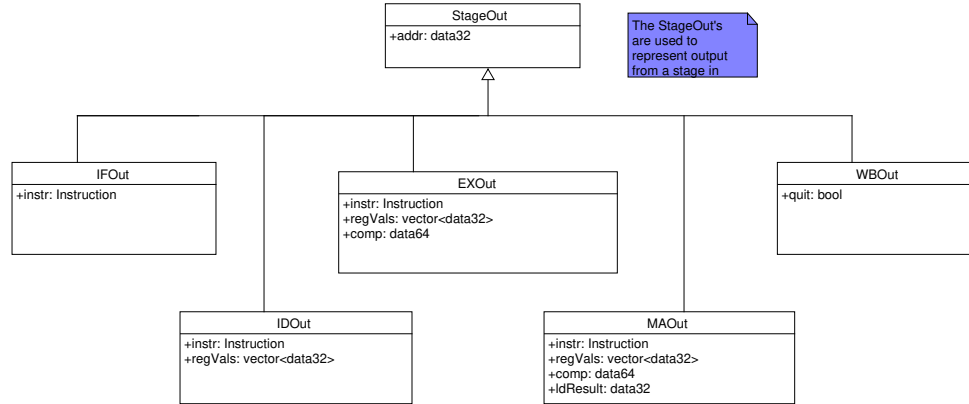 StageOut
+addr: data32
The StageOut's
are used to
represent output
from a stage in
IFOut
+instr: Instruction
EXOut
+instr: Instruction
+regVals: vector<data32>
+comp: data64
WBOut
+quit: bool
IDOut
+instr: Instruction
+regVals: vector<data32>
MAOut
+instr: Instruction
+regVals: vector<data32>
+comp: data64
+ldResult: data32